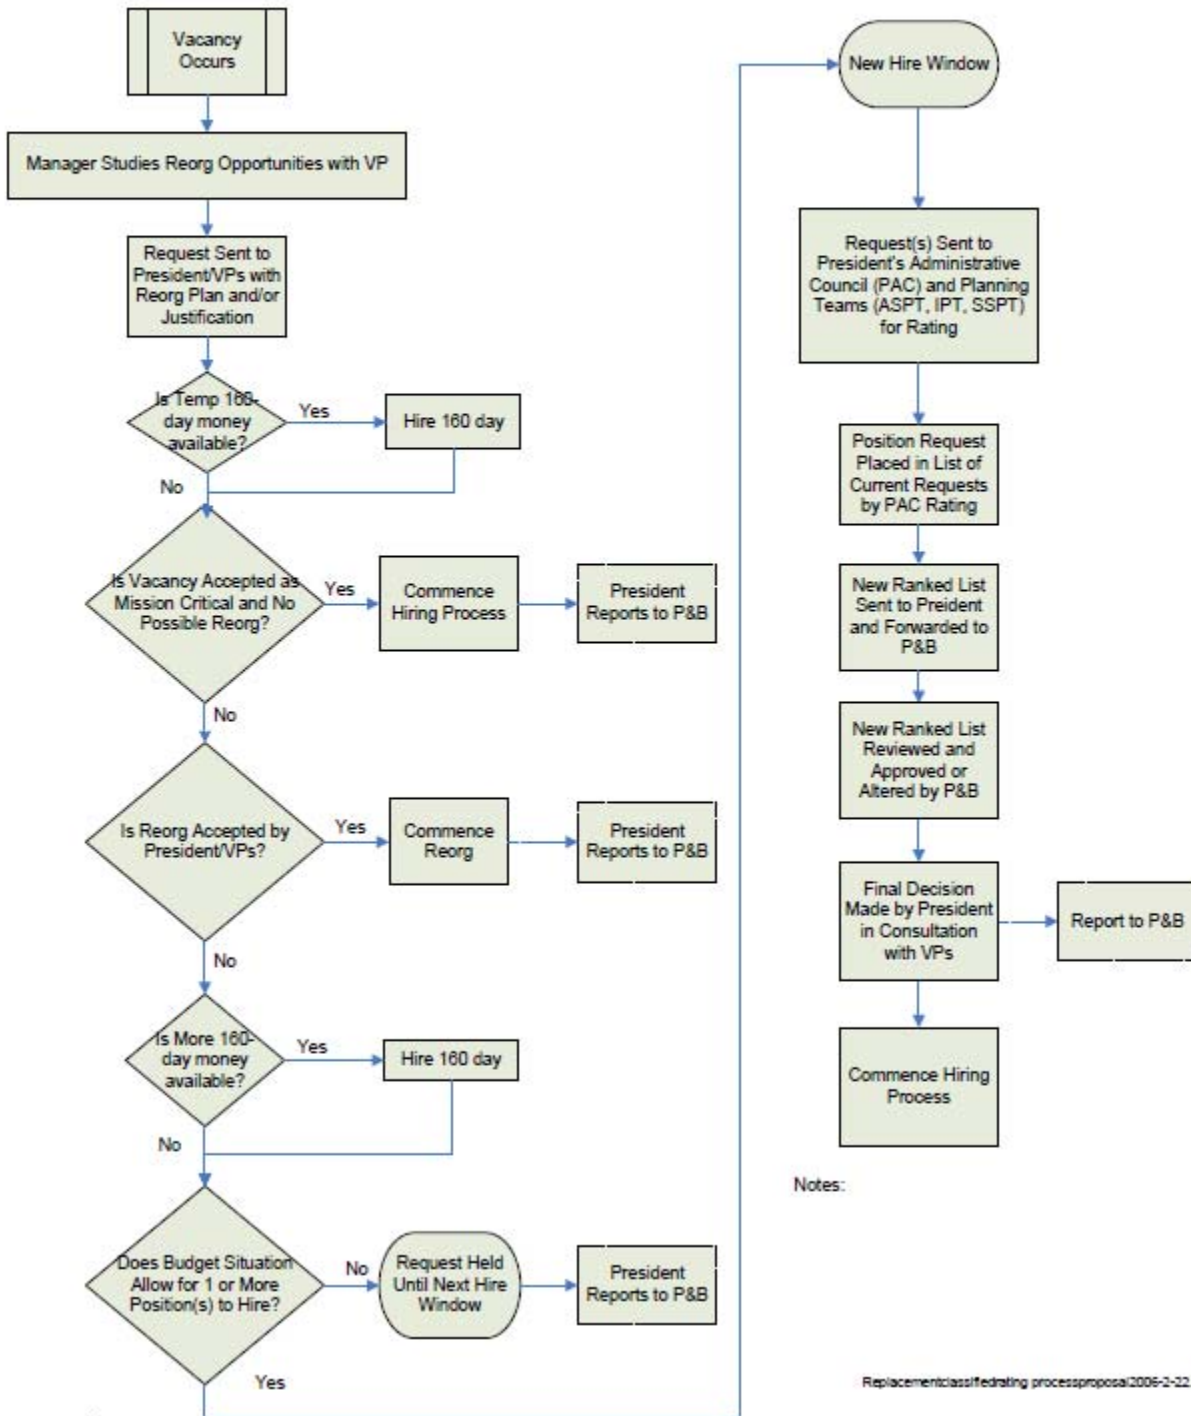 Vacancy
Occurs
Manager Studies Reorg Opportunities with VP
Request Sent to
President/VPs with
Reorg Plan and/or
Justification
Is Temp 160-
day money
available?
Yes
Hire 160 day
No
Is Vacancy Accepted as
Mission Critical and No
Possible Reorg?
Yes
Commence
Hiring Process
President
Reports to P&B
No
Is Reorg Accepted by
President/VPs?
Yes
Commence
Reorg
President
Reports to P&B
No
Is More 160-
day money
available?
Yes
Hire 160 day
No
Does Budget Situation
Allow for 1 or More
Position(s) to Hire?
No
Request Held
Until Next Hire
Window
President
Reports to P&B
Yes
New Hire Window
Request(s) Sent to
President's Administrative
Council (PAC) and Planning
Teams (ASPT, IPT, SSPT)
for Rating
Position Request
Placed in List of
Current Requests
by PAC Rating
New Ranked List
Sent to Preident
and Forwarded to
P&B
New Ranked List
Reviewed and
Approved or
Altered by P&B
Final Decision
Made by President
in Consultation
with VPs
Report to P&B
Commence Hiring
Process
Notes:
Replacementclassifiedrating processproposal2006-2-22